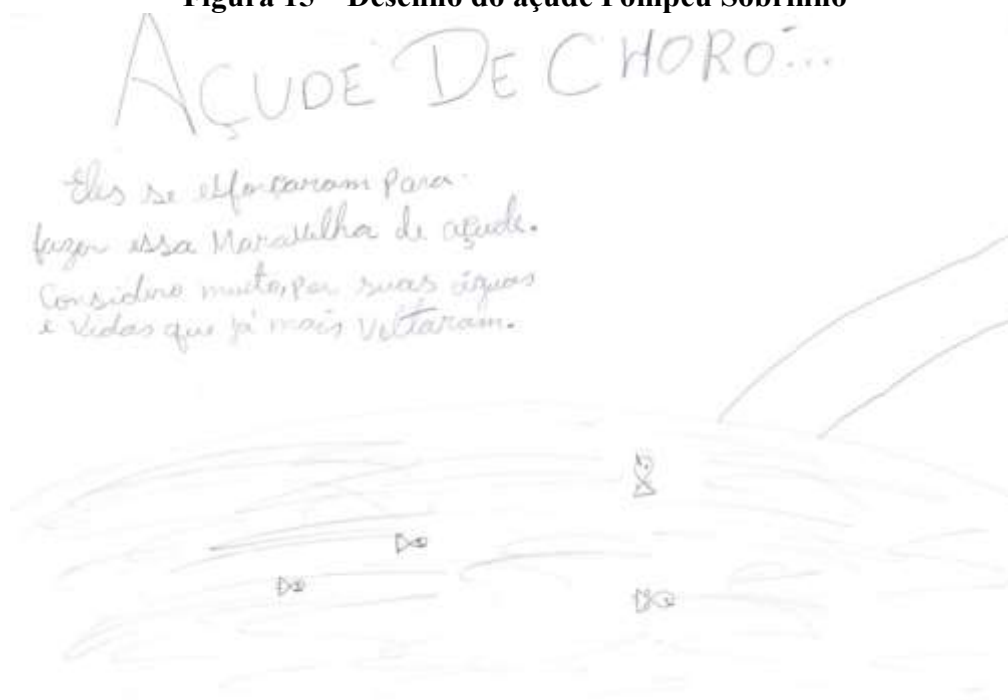 Figura 15 – Desenho do açude Pompeu Sobrinho
AÇUDE DE CHORO...
Eles se esforçaram para
fazer essa Maravilha de açude.
Considero muito, por suas águas
e Vidas que já mais Voltaram.